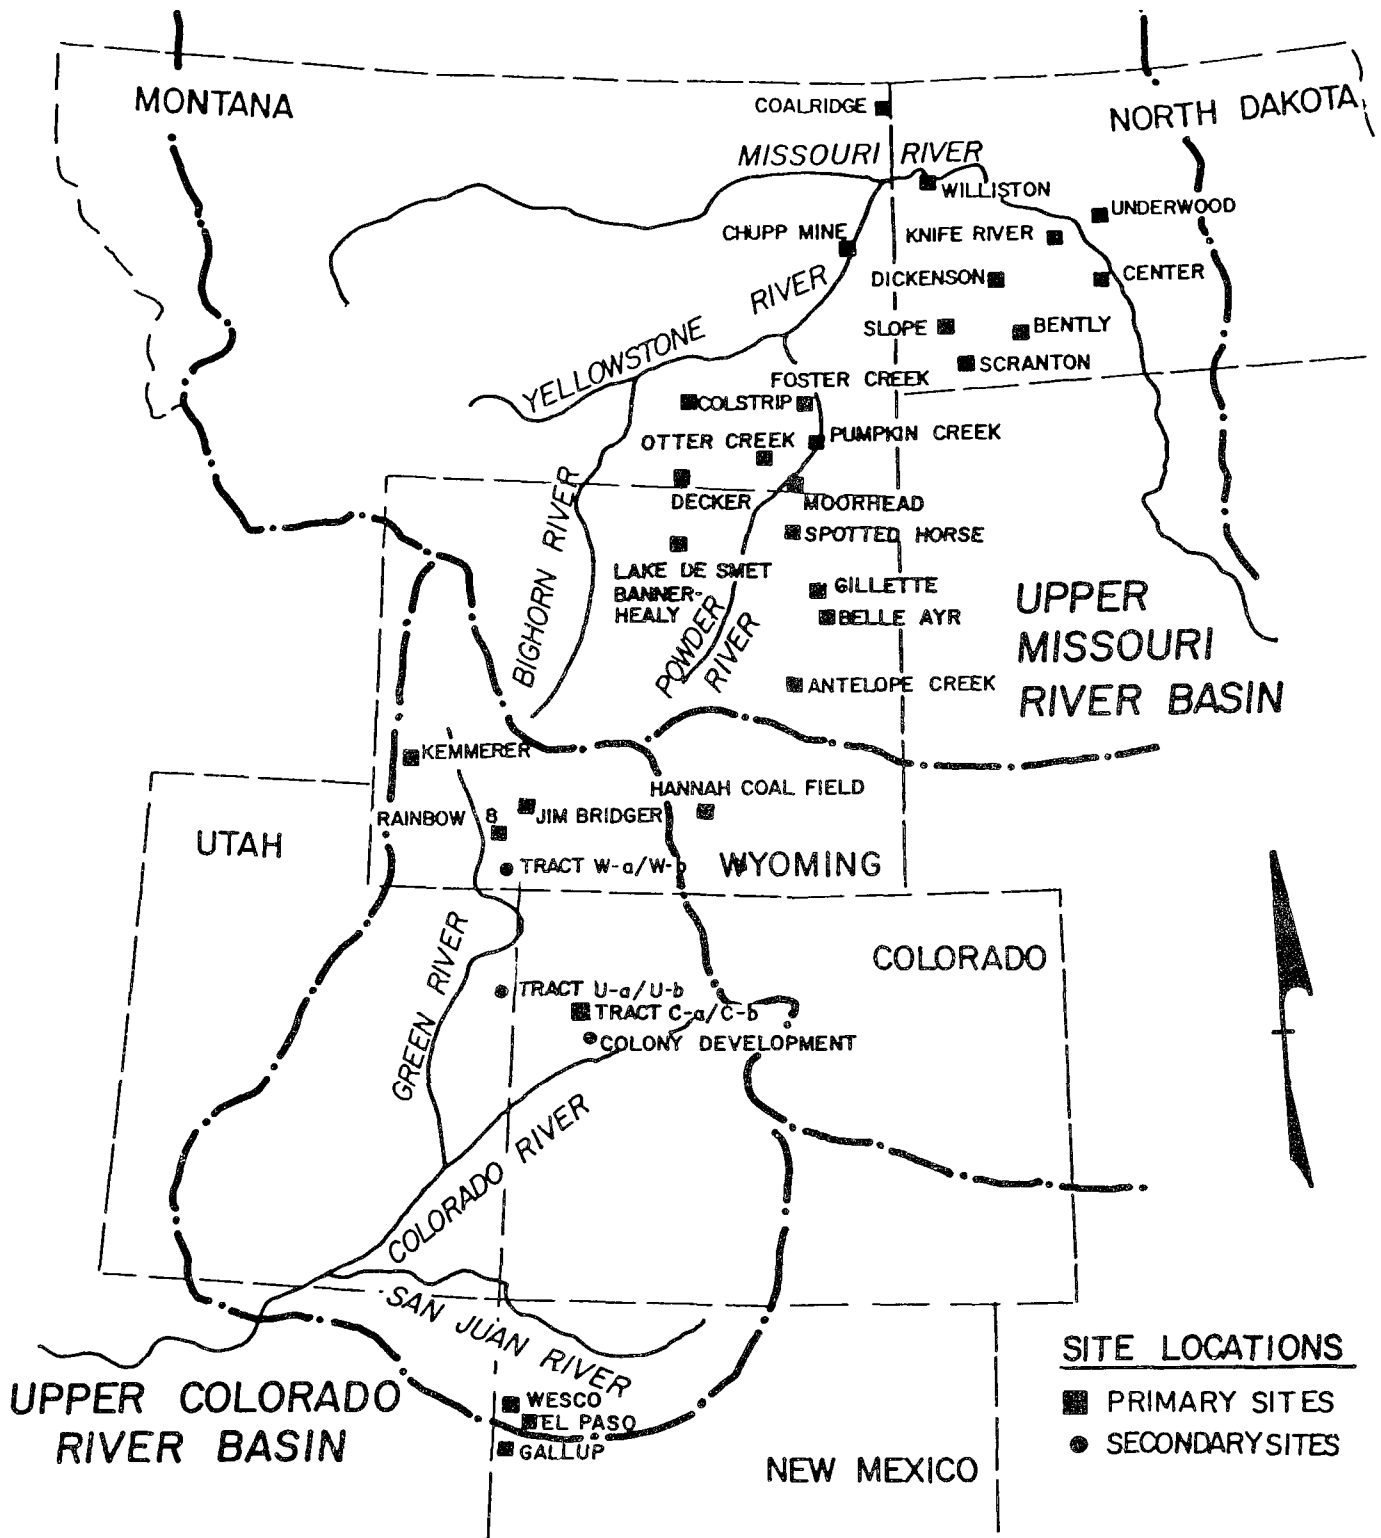 MONTANA
NORTH DAKOTA
COALRIDGE
MISSOURI RIVER
WILLISTON
UNDERWOOD
CHUPP MINE
KNIFE RIVER
DICKENSON
CENTER
YELLOWSTONE RIVER
SLOPE
BENTLY
SCRANTON
FOSTER CREEK
COLSTRIP
OTTER CREEK
PUMPKIN CREEK
DECKER
MOORHEAD
SPOTTED HORSE
BIGHORN RIVER
LAKE DE SMET
BANNER-
HEALY
GILLETTE
BELLE AYR
POWDER
RIVER
ANTELOPE CREEK
UPPER
MISSOURI
RIVER BASIN
KEMMERER
HANNAH COAL FIELD
RAINBOW 8
JIM BRIDGER
UTAH
TRACT W-a/W-b
WYOMING
GREEN RIVER
COLORADO
TRACT U-a/U-b
TRACT C-a/C-b
COLONY DEVELOPMENT
COLORADO RIVER
SAN JUAN RIVER
UPPER COLORADO
RIVER BASIN
WESCO
EL PASO
GALLUP
NEW MEXICO
SITE LOCATIONS
PRIMARY SITES
SECONDARY SITES